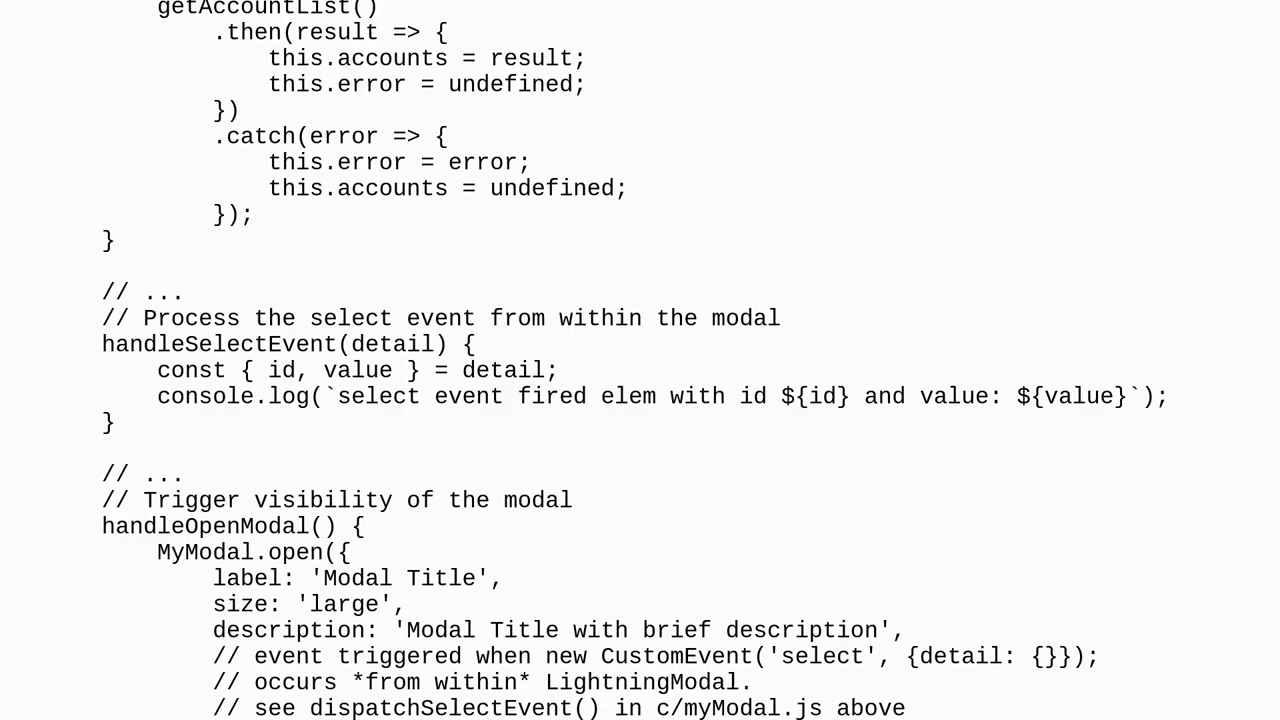 getAccountList()
.then(result => {
this.accounts = result;
this.error = undefined;
})
.catch(error => {
this.error = error;
this.accounts = undefined;
});
}
// ...
// Process the select event from within the modal
handleSelectEvent(detail) {
const { id, value } = detail;
console.log(`select event fired elem with id ${id} and value: ${value}`);
}
// ...
// Trigger visibility of the modal
handleOpenModal() {
MyModal.open({
label: 'Modal Title',
size: 'large',
description: 'Modal Title with brief description',
// event triggered when new CustomEvent('select', {detail: {}});
// occurs *from within* LightningModal.
// see dispatchSelectEvent() in c/myModal.js above